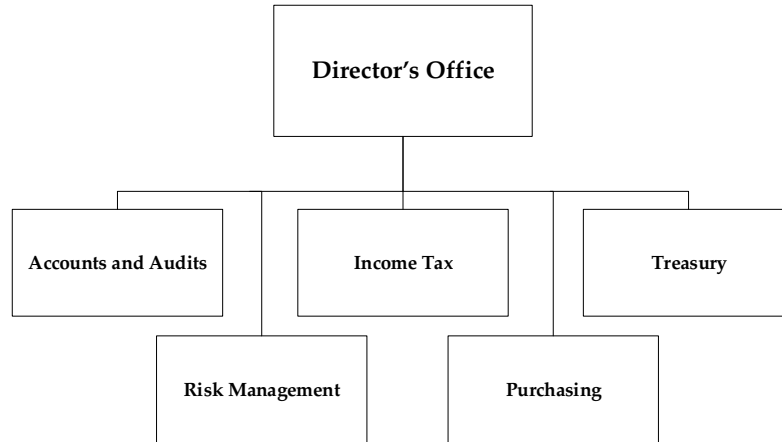 Director’s Office
Accounts and Audits
Income Tax
Treasury
Risk Management
Purchasing